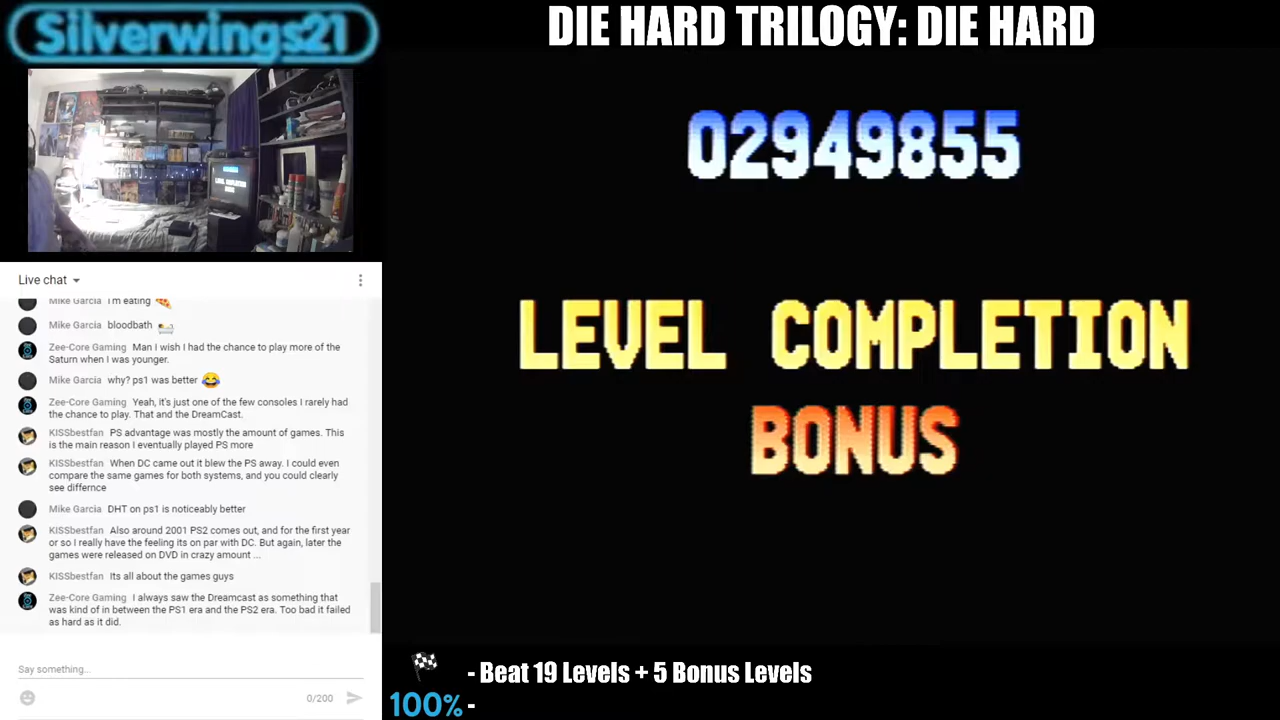 Silverwings21
DIE HARD TRILOGY: DIE HARD
02949855
LEVEL COMPLETION
BONUS
Live chat
Mike Garcia I'm eating
Mike Garcia bloodbath
Zee-Core Gaming Man I wish I had the chance to play more of the
Saturn when I was younger.
Mike Garcia why? ps1 was better
Zee-Core Gaming Yeah, it's just one of the few consoles I rarely had
the chance to play. That and the DreamCast.
KISSbestfan PS advantage was mostly the amount of games. This
is the main reason I eventually played PS more
KISSbestfan When DC came out it blew the PS away. I could even
compare the same games for both systems, and you could clearly
see differnce
Mike Garcia DHT on ps1 is noticeably better
KISSbestfan Also around 2001 PS2 comes out, and for the first year
or so I really have the feeling its on par with DC. But again, later the
games were released on DVD in crazy amount ...
KISSbestfan Its all about the games guys
Zee-Core Gaming I always saw the Dreamcast as something that
was kind of in between the PS1 era and the PS2 era. Too bad it failed
as hard as it did.
Say something...
0/200
- Beat 19 Levels + 5 Bonus Levels
100% -